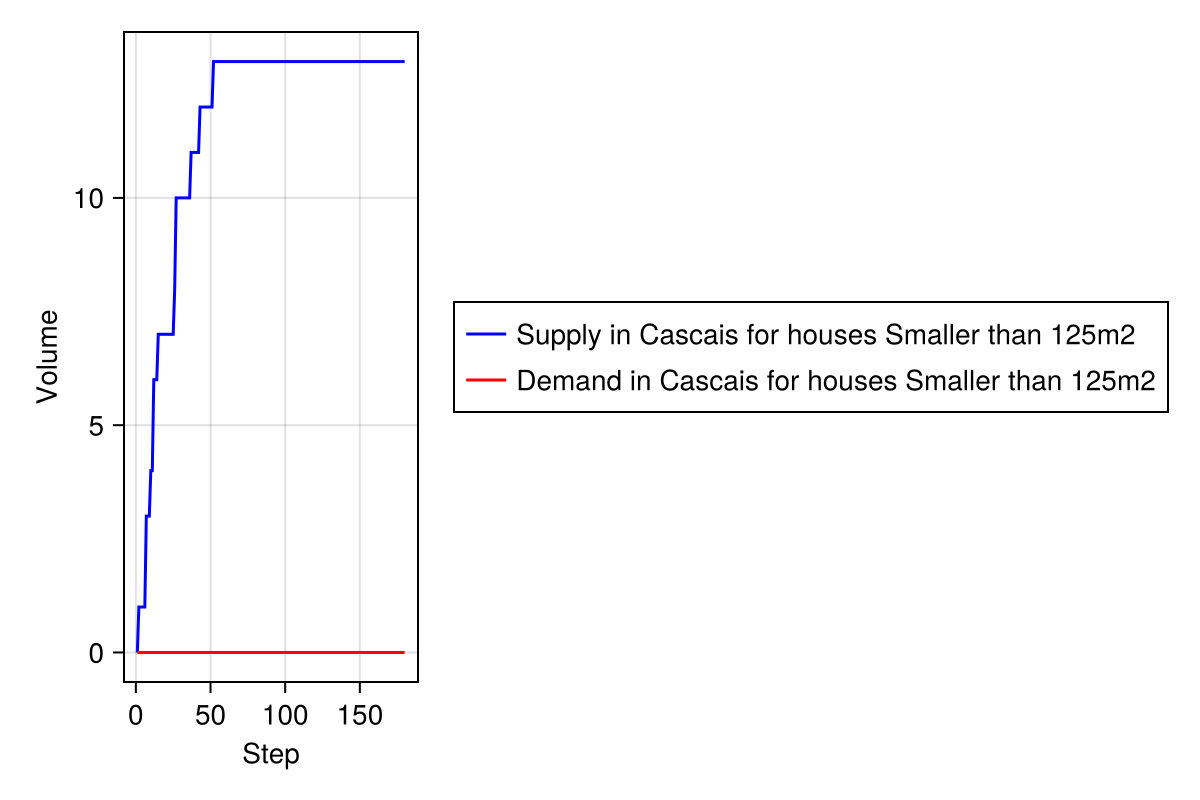 Volume
10
5
0
0 50 100 150
Step
Supply in Cascais for houses Smaller than 125m2
Demand in Cascais for houses Smaller than 125m2